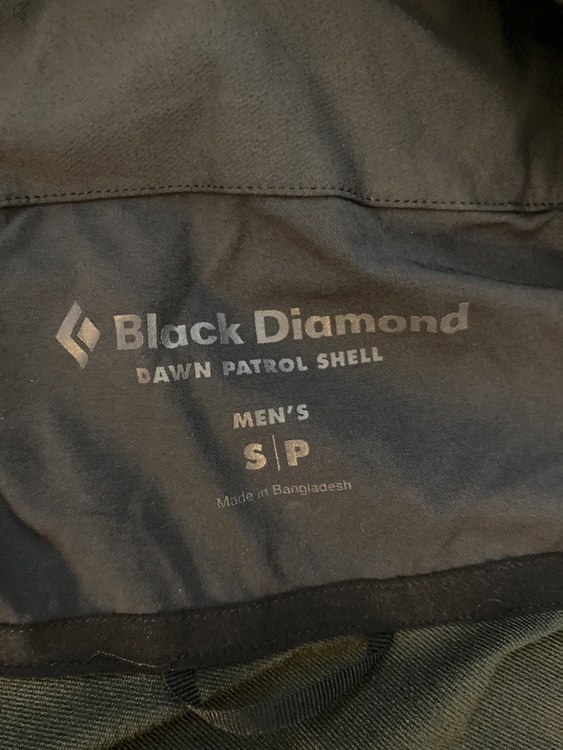 Black Diamond
DAWN PATROL SHELL
MEN'S
S|P
Made in Bangladesh